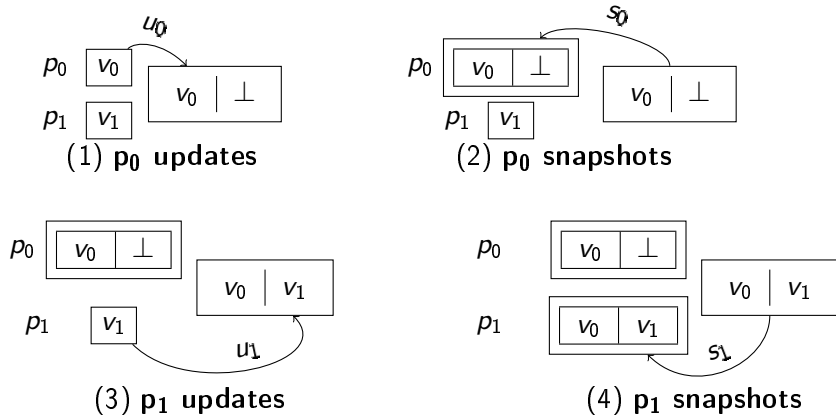 u₀
p₀ v₀
v₀ ⊥
p₁ v₁
(1) p₀ updates
s₀
p₀ v₀ ⊥
v₀ ⊥
p₁ v₁
(2) p₀ snapshots
p₀ v₀ ⊥
v₀ v₁
p₁ v₁
u₁
(3) p₁ updates
p₀ v₀ ⊥
v₀ v₁
p₁ v₀ v₁
s₁
(4) p₁ snapshots